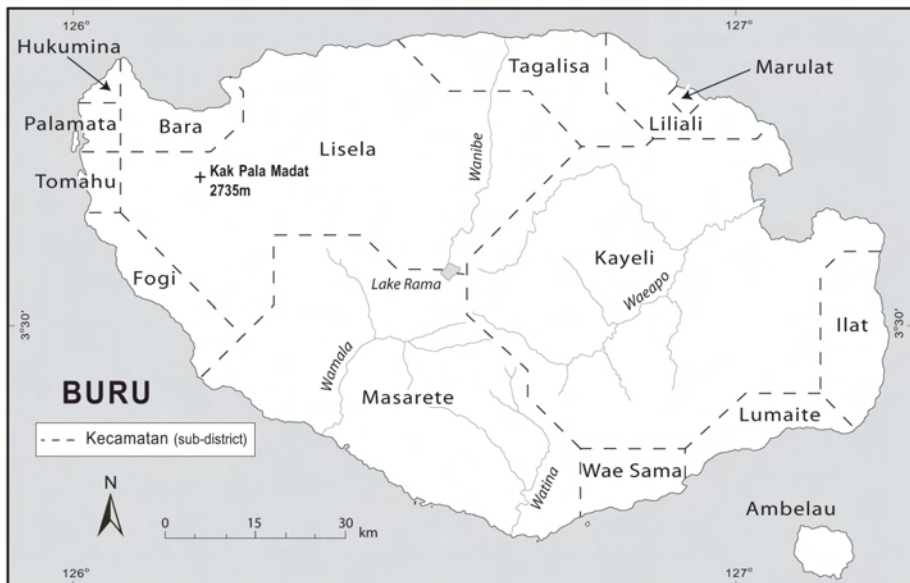 126°
127°
Hukumina
Tagalisa
Marulat
Palamata
Bara
Liliali
Lisela
Wanibe
Tomahu
Kak Pala Madat
2735m
Kayeli
Fogi
Lake Rama
Waeapo
3°30'
3°30'
Ilat
Wamala
BURU
Masarete
Lumaite
Kecamatan (sub-district)
Wae Sama
Watina
N
Ambelau
0 15 30
km
126°
127°